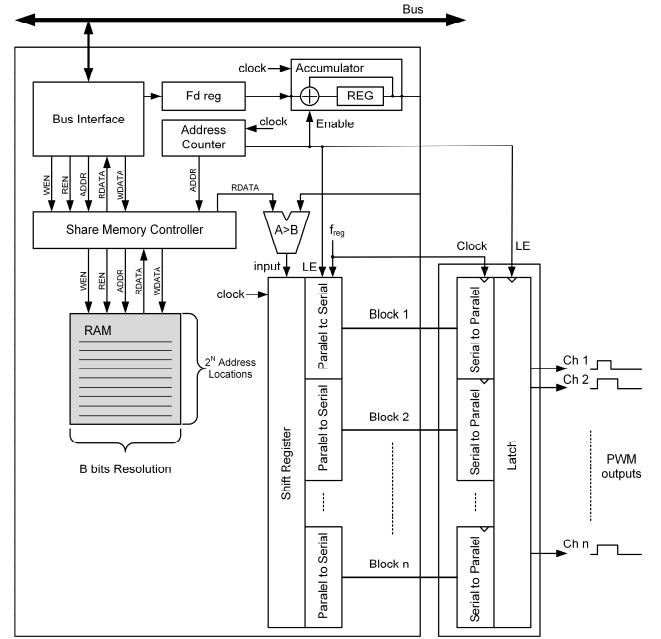 Bus
clock
Accumulator
Fd reg
REG
Bus Interface
Enable
Address
Counter
clock
WEN
REN
ADDR
RDATA
WDATA
ADDR
RDATA
Share Memory Controller
A>B
f_reg
Clock
LE
input
LE
WEN
REN
ADDR
RDATA
WDATA
clock
RAM
2^N Address
Locations
B bits Resolution
Shift Register
Paralel to Serial
Block 1
Serial to Paralel
Ch 1
Ch 2
Paralel to Serial
Block 2
Serial to Paralel
Latch
PWM
outputs
Ch n
Paralel to Serial
Block n
Serial to Paralel